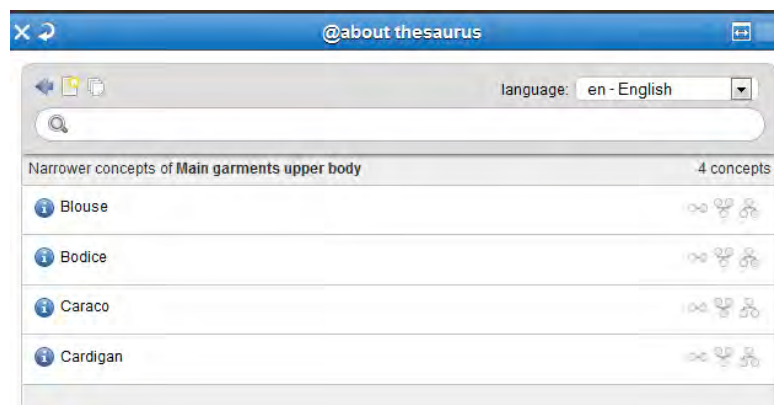 @about thesaurus
language: en - English
Narrower concepts of Main garments upper body 4 concepts
Blouse
Bodice
Caraco
Cardigan